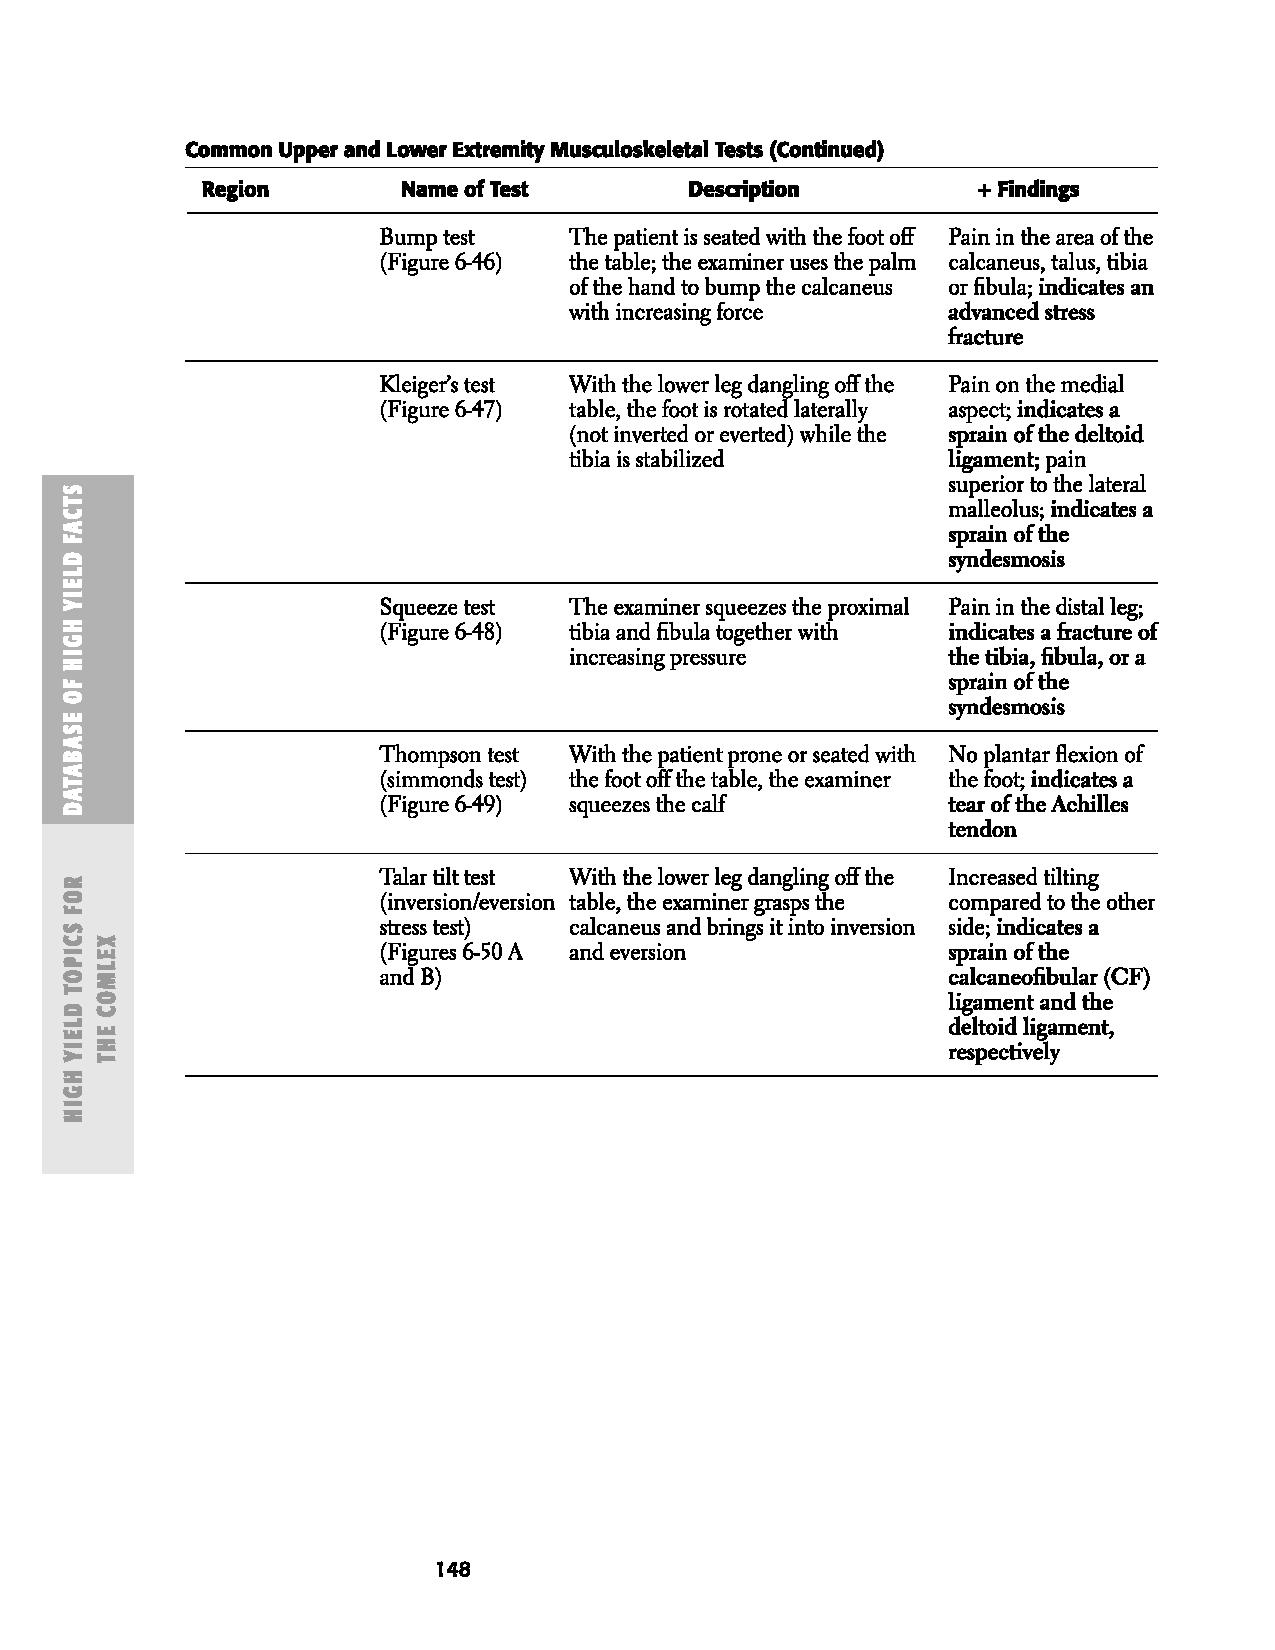 Common Upper and Lower Extremity Musculoskeletal Tests (Continued)
Region Name of Test Description + Findings
Bump test The patient is seated with the foot off Pain in the area of the
(Figure 6-46) the table; the examiner uses the palm calcaneus, talus, tibia
of the hand to bump the calcaneus or fibula; indicates an
with increasing force advanced stress
fracture
Kleiger's test With the lower leg dangling off the Pain on the medial
(Figure 6-47) table, the foot is rotated laterally aspect; indicates a
(not inverted or everted) while the sprain of the deltoid
tibia is stabilized ligament; pain
superior to the lateral
malleolus; indicates a
sprain of the
syndesmosis
Squeeze test The examiner squeezes the proximal Pain in the distal leg;
(Figure 6-48) tibia and fibula together with indicates a fracture of
increasing pressure the tibia, fibula, or a
sprain of the
syndesmosis
Thompson test With the patient prone or seated with No plantar flexion of
(simmonds test) the foot off the table, the examiner the foot; indicates a
(Figure 6-49) squeezes the calf tear of the Achilles
tendon
Talar tilt test With the lower leg dangling off the Increased tilting
(inversion/eversion table, the examiner grasps the compared to the other
stress test) calcaneus and brings it into inversion side; indicates a
(Figures 6-50 A and eversion sprain of the
and B) calcaneofibular (CF)
ligament and the
deltoid ligament,
respectively
DATABASE OF HIGH YIELD FACTS
HIGH YIELD TOPICS FOR
THE COMLEX
148